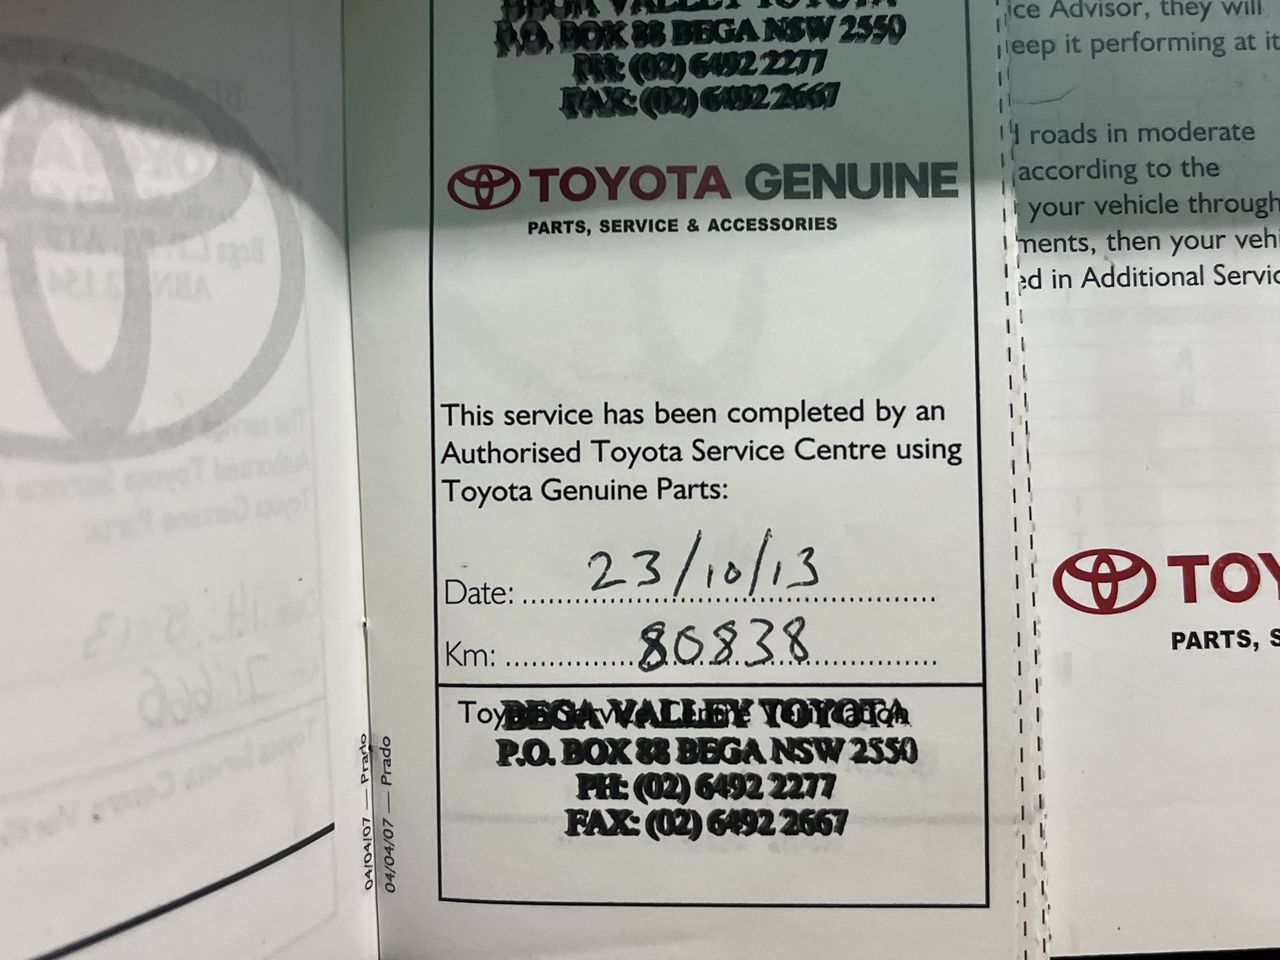 BEGA VALLEY TOYOTA
P.O. BOX 88 BEGA NSW 2550
PH: (02) 6492 2277
FAX: (02) 6492 2667
TOYOTA GENUINE
PARTS, SERVICE & ACCESSORIES
This service has been completed by an
Authorised Toyota Service Centre using
Toyota Genuine Parts:
Date: 23/10/13
Km: 80838
BEGA VALLEY TOYOTA
P.O. BOX 88 BEGA NSW 2550
PH: (02) 6492 2277
FAX: (02) 6492 2667
04/04/07 — Prado
04/04/07 — Prado
ice Advisor, they will
eep it performing at it
roads in moderate
according to the
your vehicle through
ments, then your vehi
ed in Additional Servic
TOY
PARTS, S